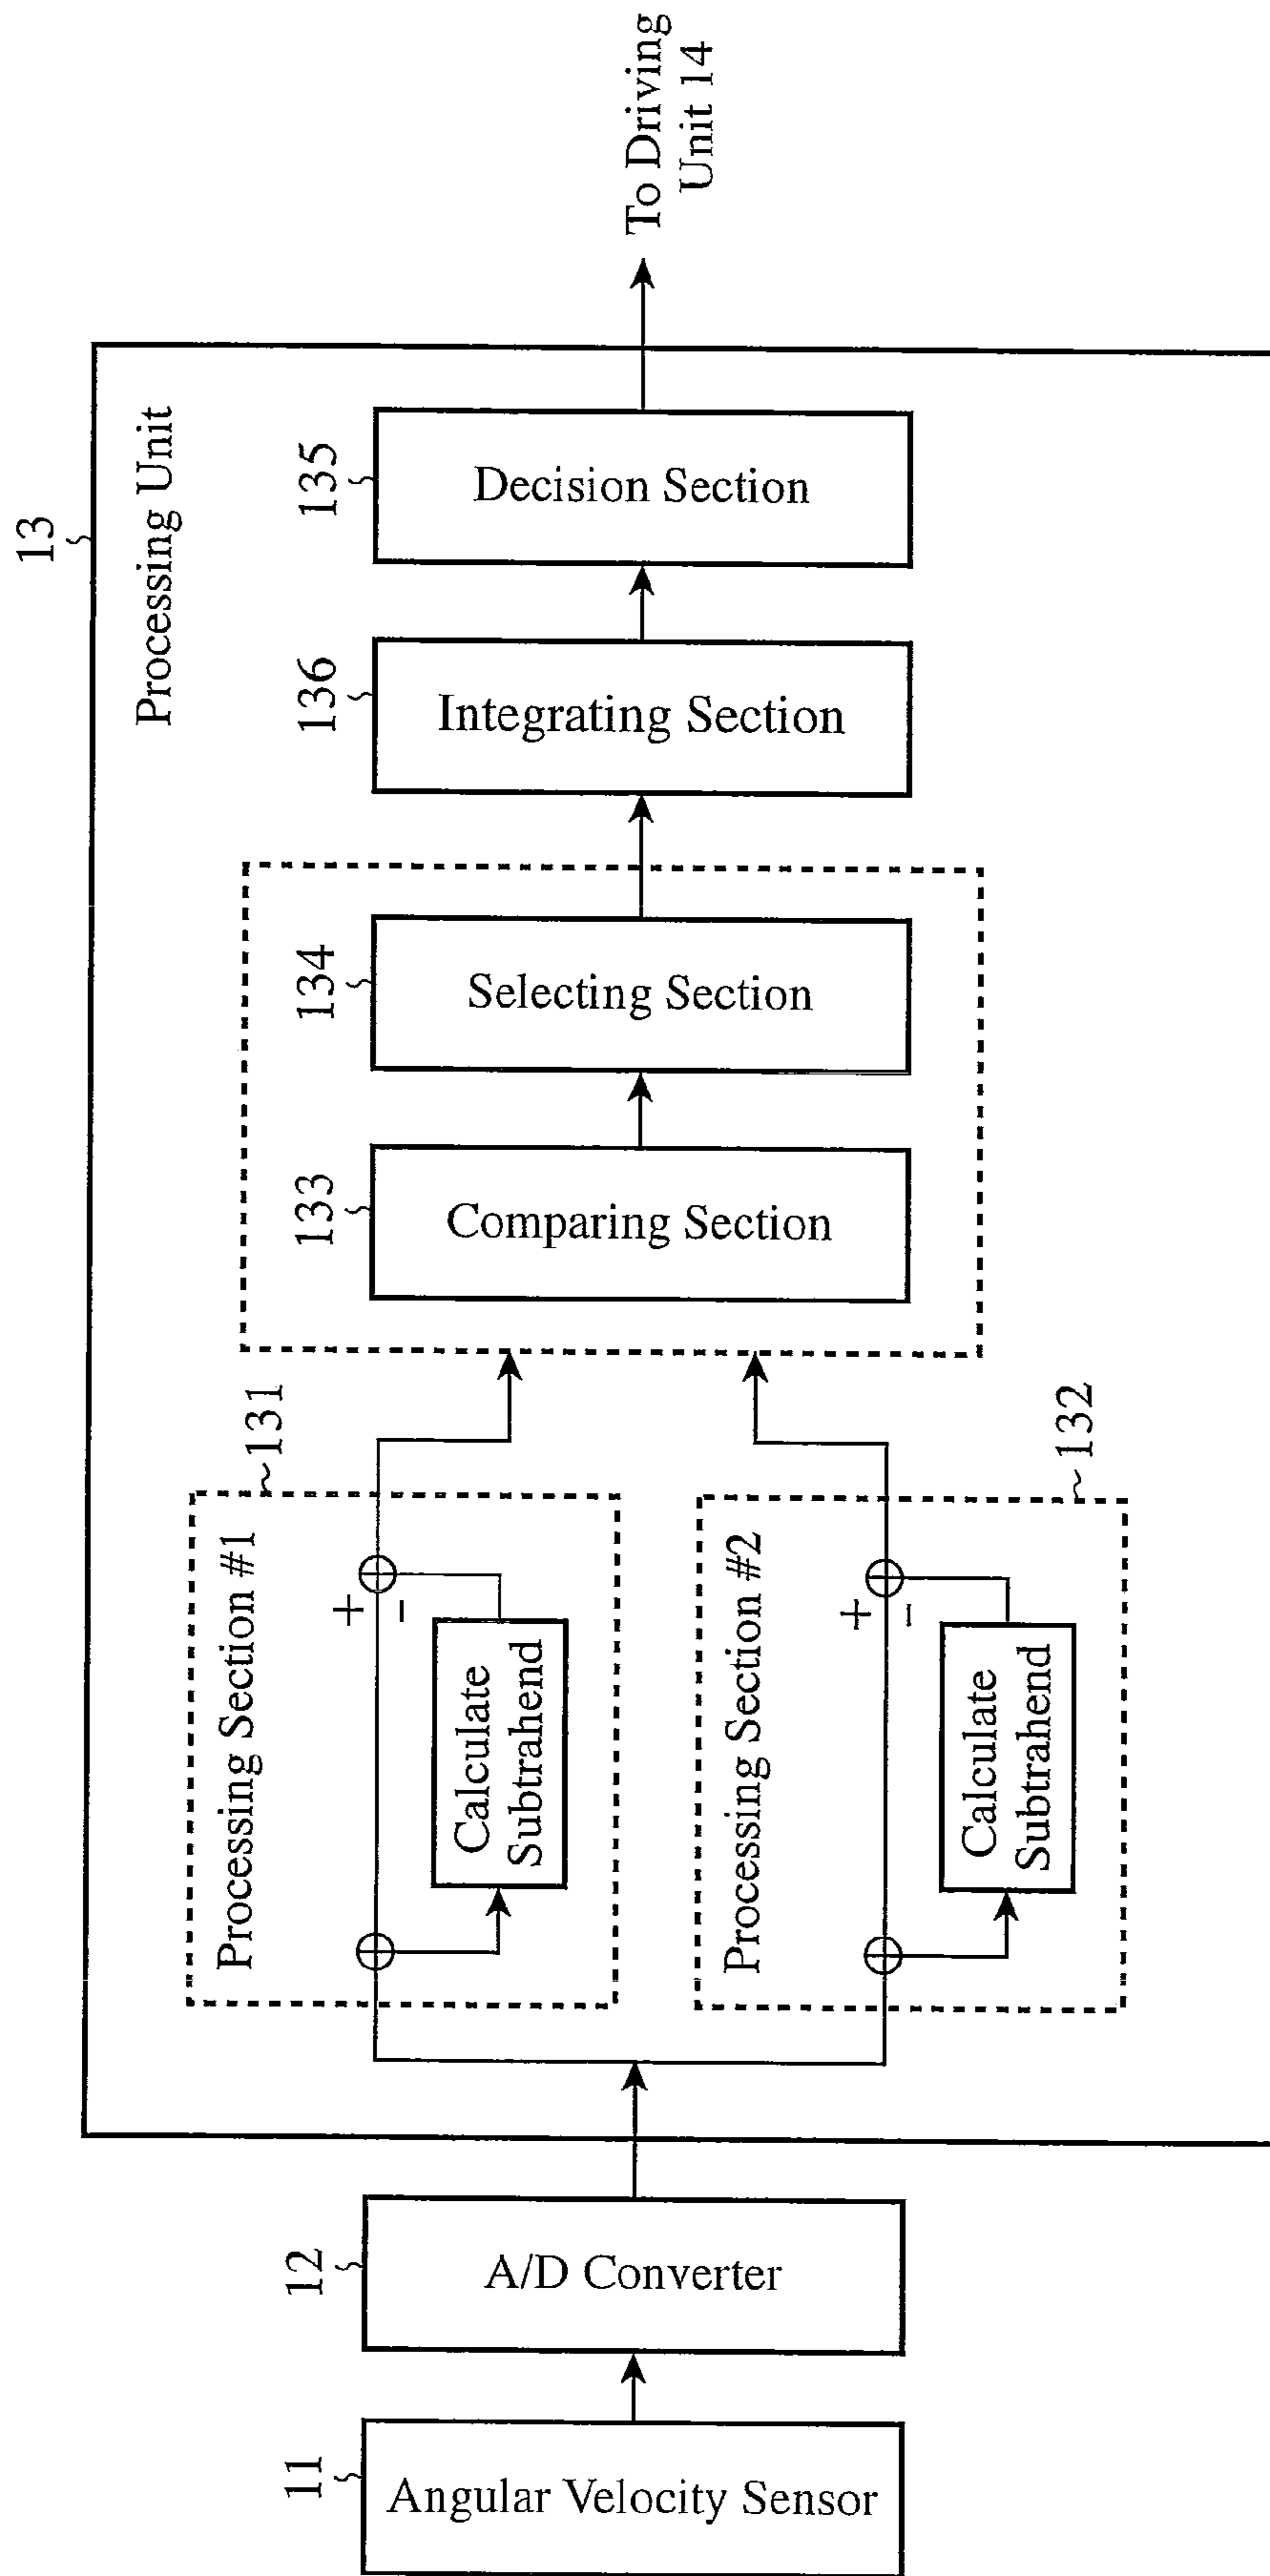 13
Processing Unit
11
Angular Velocity Sensor
12
A/D Converter
Processing Section #1
131
+
−
Calculate
Subtrahend
Processing Section #2
132
+
−
Calculate
Subtrahend
133
Comparing Section
134
Selecting Section
136
Integrating Section
135
Decision Section
To Driving
Unit 14